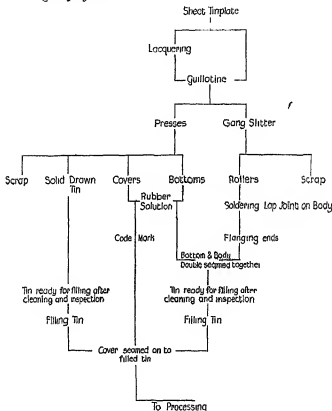 Sheet Tinplate
Lacquering
Guillotine
Presses
Gang Slitter
Scrap
Solid Drawn
Tin
Covers
Bottoms
Rollers
Scrap
Rubber
Solution
Soldering Lap Joint on Body
Code Mark
Flanging ends
Bottom & Body
Double seamed together
Tin ready for filling after
cleaning and inspection
Tin ready for filling after
cleaning and inspection
Filling Tin
Filling Tin
Cover seamed on to
filled tin
To Processing